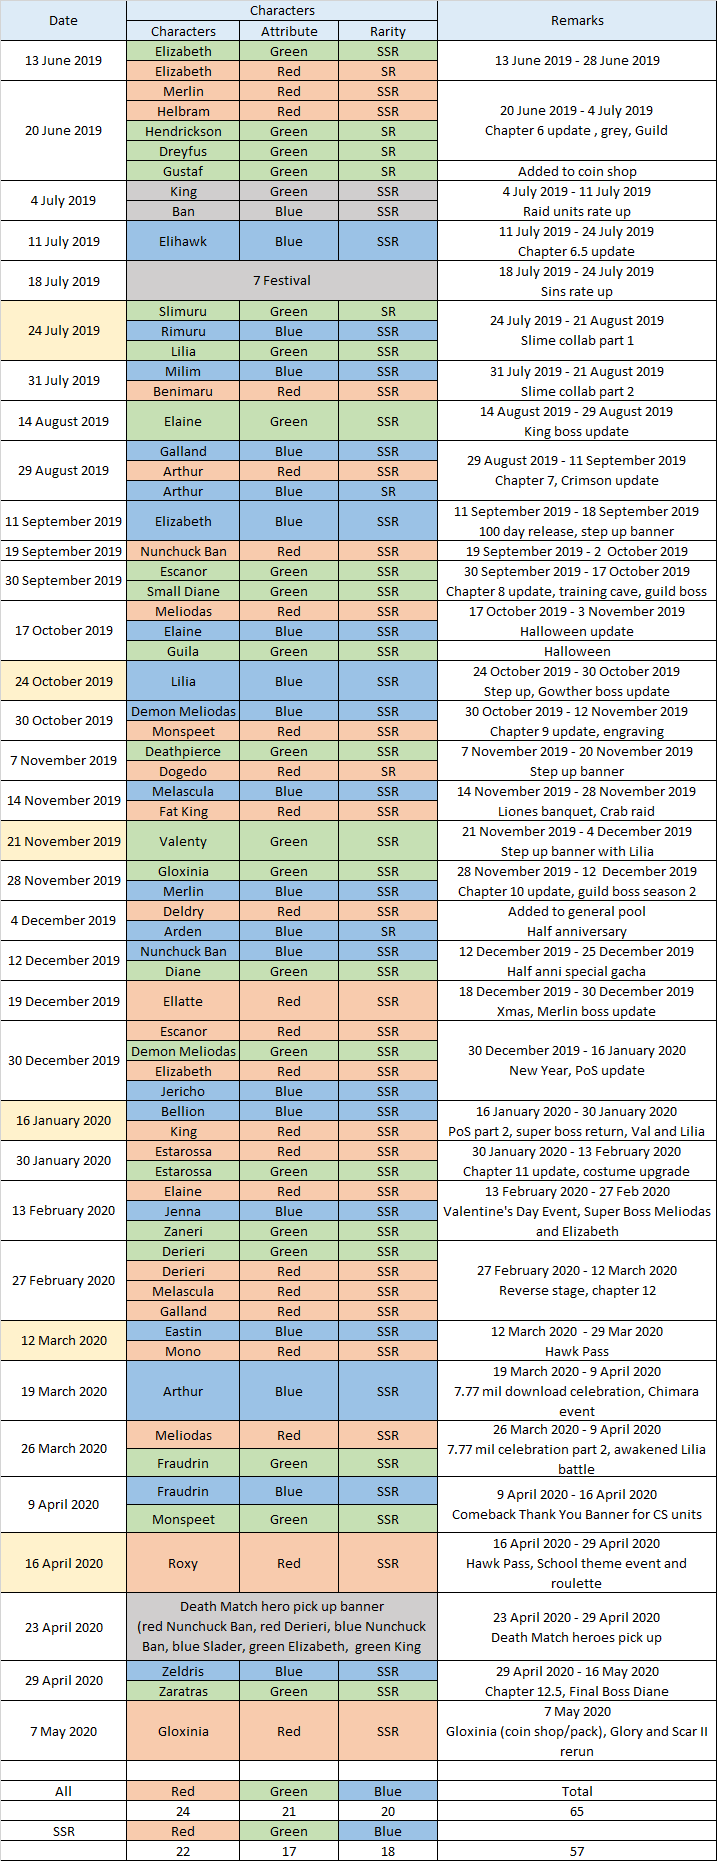 Date Characters Remarks
Characters Attribute Rarity
13 June 2019
Elizabeth Green SSR
Elizabeth Red SR
13 June 2019 - 28 June 2019
20 June 2019
Merlin Red SSR
Helbram Red SSR
Hendrickson Green SR
Dreyfus Green SR
20 June 2019 - 4 July 2019
Chapter 6 update , grey, Guild
Gustaf Green SR Added to coin shop
4 July 2019
King Green SSR
Ban Blue SSR
4 July 2019 - 11 July 2019
Raid units rate up
11 July 2019
Elihawk Blue SSR
11 July 2019 - 24 July 2019
Chapter 6.5 update
18 July 2019
7 Festival
18 July 2019 - 24 July 2019
Sins rate up
24 July 2019
Slimuru Green SR
Rimuru Blue SSR
Lilia Green SSR
24 July 2019 - 21 August 2019
Slime collab part 1
31 July 2019
Milim Blue SSR
Benimaru Red SSR
31 July 2019 - 21 August 2019
Slime collab part 2
14 August 2019
Elaine Green SSR
14 August 2019 - 29 August 2019
King boss update
29 August 2019
Galland Blue SSR
Arthur Red SSR
Arthur Blue SR
29 August 2019 - 11 September 2019
Chapter 7, Crimson update
11 September 2019
Elizabeth Blue SSR
11 September 2019 - 18 September 2019
100 day release, step up banner
19 September 2019 Nunchuck Ban Red SSR 19 September 2019 - 2 October 2019
30 September 2019
Escanor Green SSR
Small Diane Green SSR
30 September 2019 - 17 October 2019
Chapter 8 update, training cave, guild boss
17 October 2019
Meliodas Red SSR
Elaine Blue SSR
17 October 2019 - 3 November 2019
Halloween update
Guila Green SSR Halloween
24 October 2019
Lilia Blue SSR
24 October 2019 - 30 October 2019
Step up, Gowther boss update
30 October 2019
Demon Meliodas Blue SSR
Monspeet Red SSR
30 October 2019 - 12 November 2019
Chapter 9 update, engraving
7 November 2019
Deathpierce Green SSR
Dogedo Red SR
7 November 2019 - 20 November 2019
Step up banner
14 November 2019
Melascula Blue SSR
Fat King Red SSR
14 November 2019 - 28 November 2019
Liones banquet, Crab raid
21 November 2019
Valenty Green SSR
21 November 2019 - 4 December 2019
Step up banner with Lilia
28 November 2019
Gloxinia Green SSR
Merlin Blue SSR
28 November 2019 - 12 December 2019
Chapter 10 update, guild boss season 2
4 December 2019
Deldry Red SSR
Arden Blue SR
Added to general pool
Half anniversary
12 December 2019
Nunchuck Ban Blue SSR
Diane Green SSR
12 December 2019 - 25 December 2019
Half anni special gacha
19 December 2019
Ellatte Red SSR
18 December 2019 - 30 December 2019
Xmas, Merlin boss update
30 December 2019
Escanor Red SSR
Demon Meliodas Green SSR
Elizabeth Red SSR
Jericho Blue SSR
30 December 2019 - 16 January 2020
New Year, PoS update
16 January 2020
Bellion Blue SSR
King Red SSR
16 January 2020 - 30 January 2020
PoS part 2, super boss return, Val and Lilia
30 January 2020
Estarossa Red SSR
Estarossa Green SSR
30 January 2020 - 13 February 2020
Chapter 11 update, costume upgrade
13 February 2020
Elaine Red SSR
Jenna Blue SSR
Zaneri Green SSR
13 February 2020 - 27 Feb 2020
Valentine's Day Event, Super Boss Meliodas
and Elizabeth
27 February 2020
Derieri Green SSR
Derieri Red SSR
Melascula Red SSR
Galland Red SSR
27 February 2020 - 12 March 2020
Reverse stage, chapter 12
12 March 2020
Eastin Blue SSR
Mono Red SSR
12 March 2020 - 29 Mar 2020
Hawk Pass
19 March 2020
Arthur Blue SSR
19 March 2020 - 9 April 2020
7.77 mil download celebration, Chimara
event
26 March 2020
Meliodas Red SSR
Fraudrin Green SSR
26 March 2020 - 9 April 2020
7.77 mil celebration part 2, awakened Lilia
battle
9 April 2020
Fraudrin Blue SSR
Monspeet Green SSR
9 April 2020 - 16 April 2020
Comeback Thank You Banner for CS units
16 April 2020
Roxy Red SSR
16 April 2020 - 29 April 2020
Hawk Pass, School theme event and
roulette
23 April 2020
Death Match hero pick up banner
(red Nunchuck Ban, red Derieri, blue Nunchuck
Ban, blue Slader, green Elizabeth, green King
23 April 2020 - 29 April 2020
Death Match heroes pick up
29 April 2020
Zeldris Blue SSR
Zaratras Green SSR
29 April 2020 - 16 May 2020
Chapter 12.5, Final Boss Diane
7 May 2020
Gloxinia Red SSR
7 May 2020
Gloxinia (coin shop/pack), Glory and Scar II
rerun
All Red Green Blue Total
24 21 20 65
SSR Red Green Blue
22 17 18 57